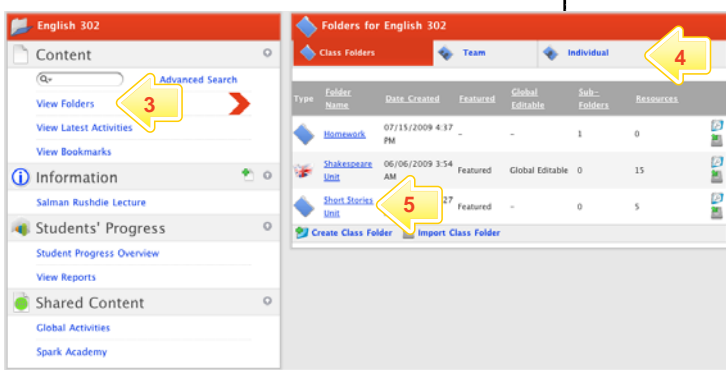 English 302
Content
Advanced Search
View Folders
3
View Latest Activities
View Bookmarks
Information
Salman Rushdie Lecture
Students' Progress
Student Progress Overview
View Reports
Shared Content
Global Activities
Spark Academy
Folders for English 302
Class Folders Team Individual
4
Type Folder Name Date Created Featured Global Editable Sub-Folders Resources
Homework 07/15/2009 4:37 PM - - 1 0
Shakespeare Unit 06/06/2009 3:54 AM Featured Global Editable 0 15
Short Stories Unit 5 27 AM Featured - 0 5
Create Class Folder Import Class Folder